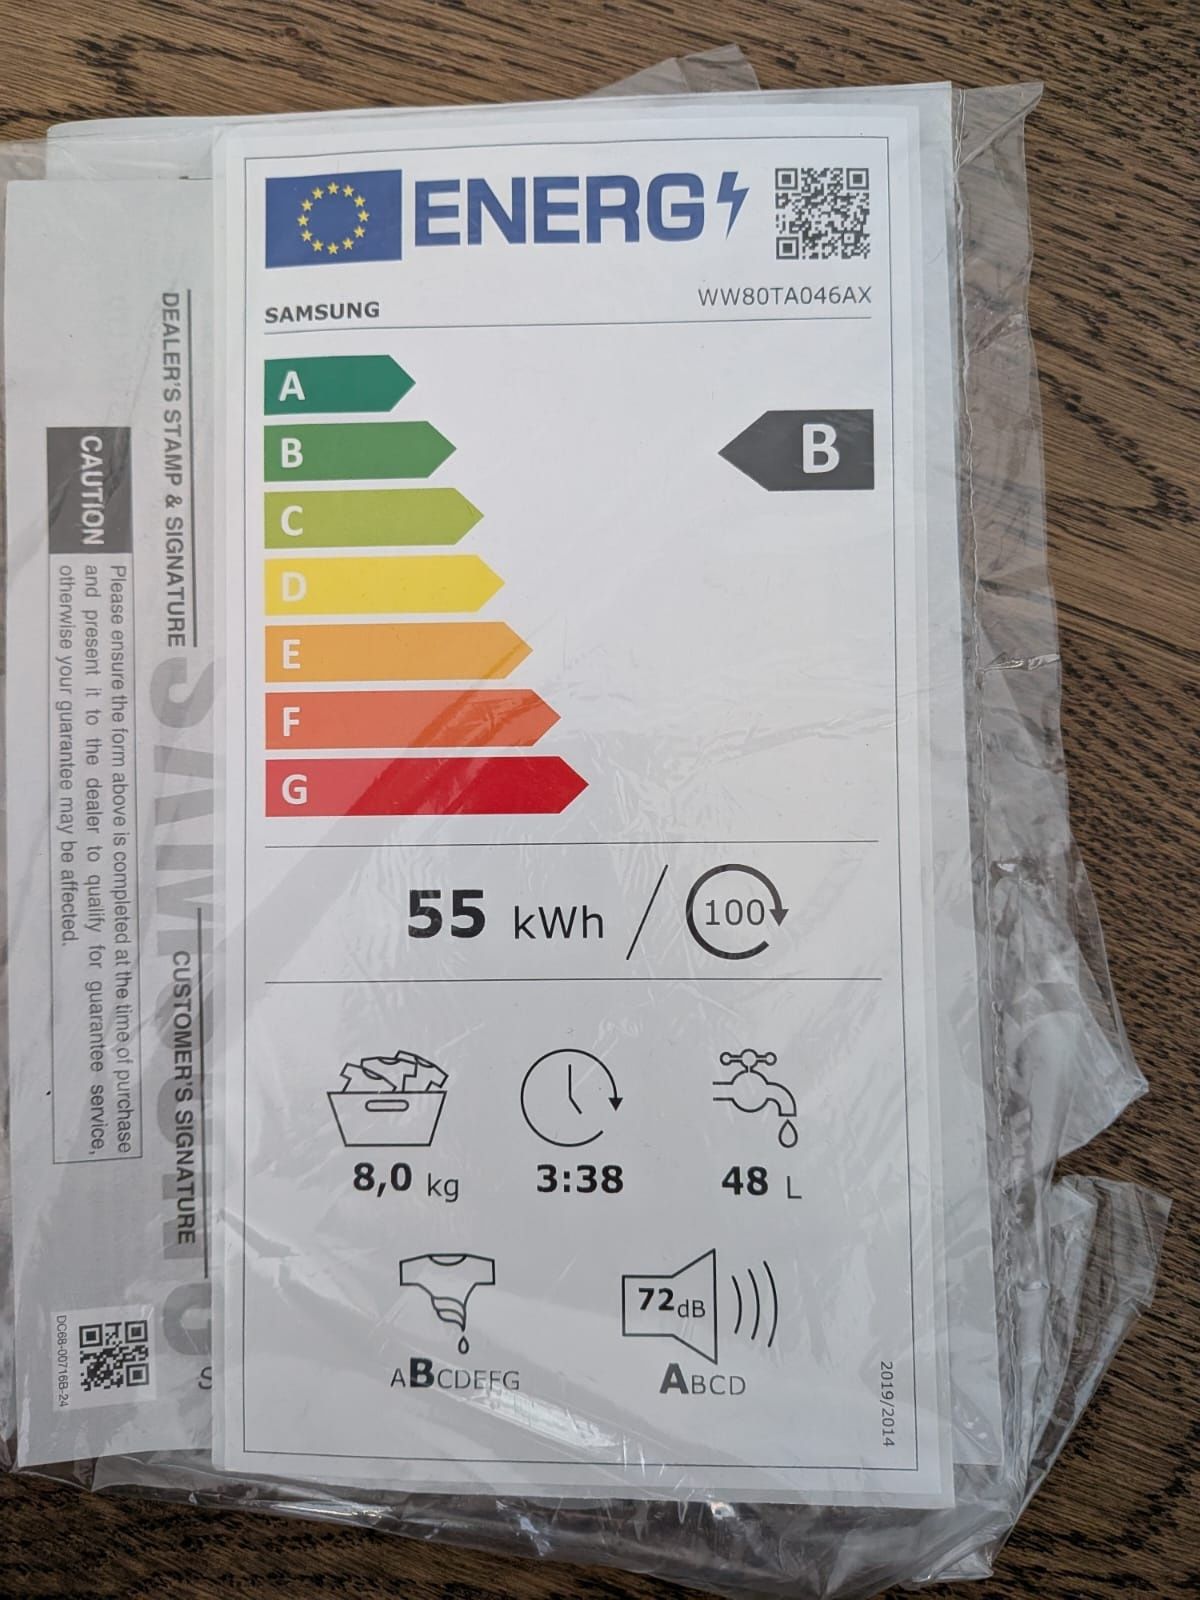 ENERG
SAMSUNG
WW80TA046AX
A
B
B
C
D
E
F
G
55 kWh / 100
8,0 kg
3:38
48 L
ABCDEFG
72dB
ABCD
2019/2014
DEALER'S STAMP & SIGNATURE
CUSTOMER'S SIGNATURE
CAUTION
Please ensure the form above is completed at the time of purchase
and present it to the dealer to qualify for guarantee service,
otherwise your guarantee may be affected.
SAMSUNG
DC68-00716B-24